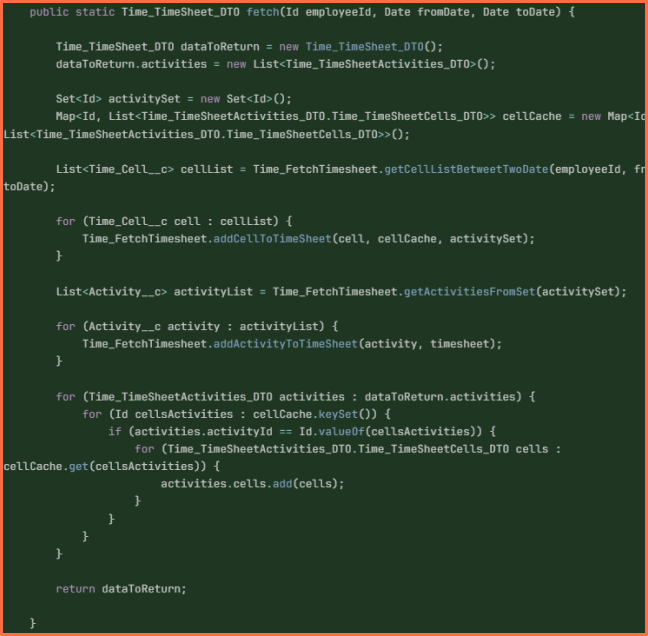 public static Time_TimeSheet_DTO fetch(Id employeeId, Date fromDate, Date toDate) {
Time_TimeSheet_DTO dataToReturn = new Time_TimeSheet_DTO();
dataToReturn.activities = new List<Time_TimeSheetActivities_DTO>();
Set<Id> activitySet = new Set<Id>();
Map<Id, List<Time_TimeSheetActivities_DTO.Time_TimeSheetCells_DTO>> cellCache = new Map<Id
List<Time_TimeSheetActivities_DTO.Time_TimeSheetCells_DTO>>();
List<Time_Cell__c> cellList = Time_FetchTimesheet.getCellListBetweetTwoDate(employeeId, fr
toDate);
for (Time_Cell__c cell : cellList) {
Time_FetchTimesheet.addCellToTimeSheet(cell, cellCache, activitySet);
}
List<Activity__c> activityList = Time_FetchTimesheet.getActivitiesFromSet(activitySet);
for (Activity__c activity : activityList) {
Time_FetchTimesheet.addActivityToTimeSheet(activity, timesheet);
}
for (Time_TimeSheetActivities_DTO activities : dataToReturn.activities) {
for (Id cellsActivities : cellCache.keySet()) {
if (activities.activityId == Id.valueOf(cellsActivities)) {
for (Time_TimeSheetActivities_DTO.Time_TimeSheetCells_DTO cells :
cellCache.get(cellsActivities)) {
activities.cells.add(cells);
}
}
}
}
return dataToReturn;
}